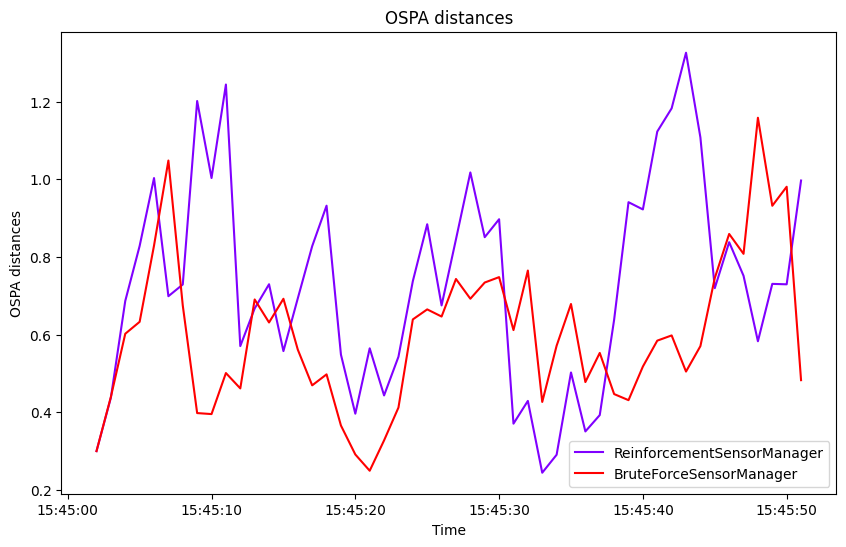 OSPA distances
OSPA distances
1.2
1.0
0.8
0.6
0.4
0.2
ReinforcementSensorManager
BruteForceSensorManager
15:45:00 15:45:10 15:45:20 15:45:30 15:45:40 15:45:50
Time